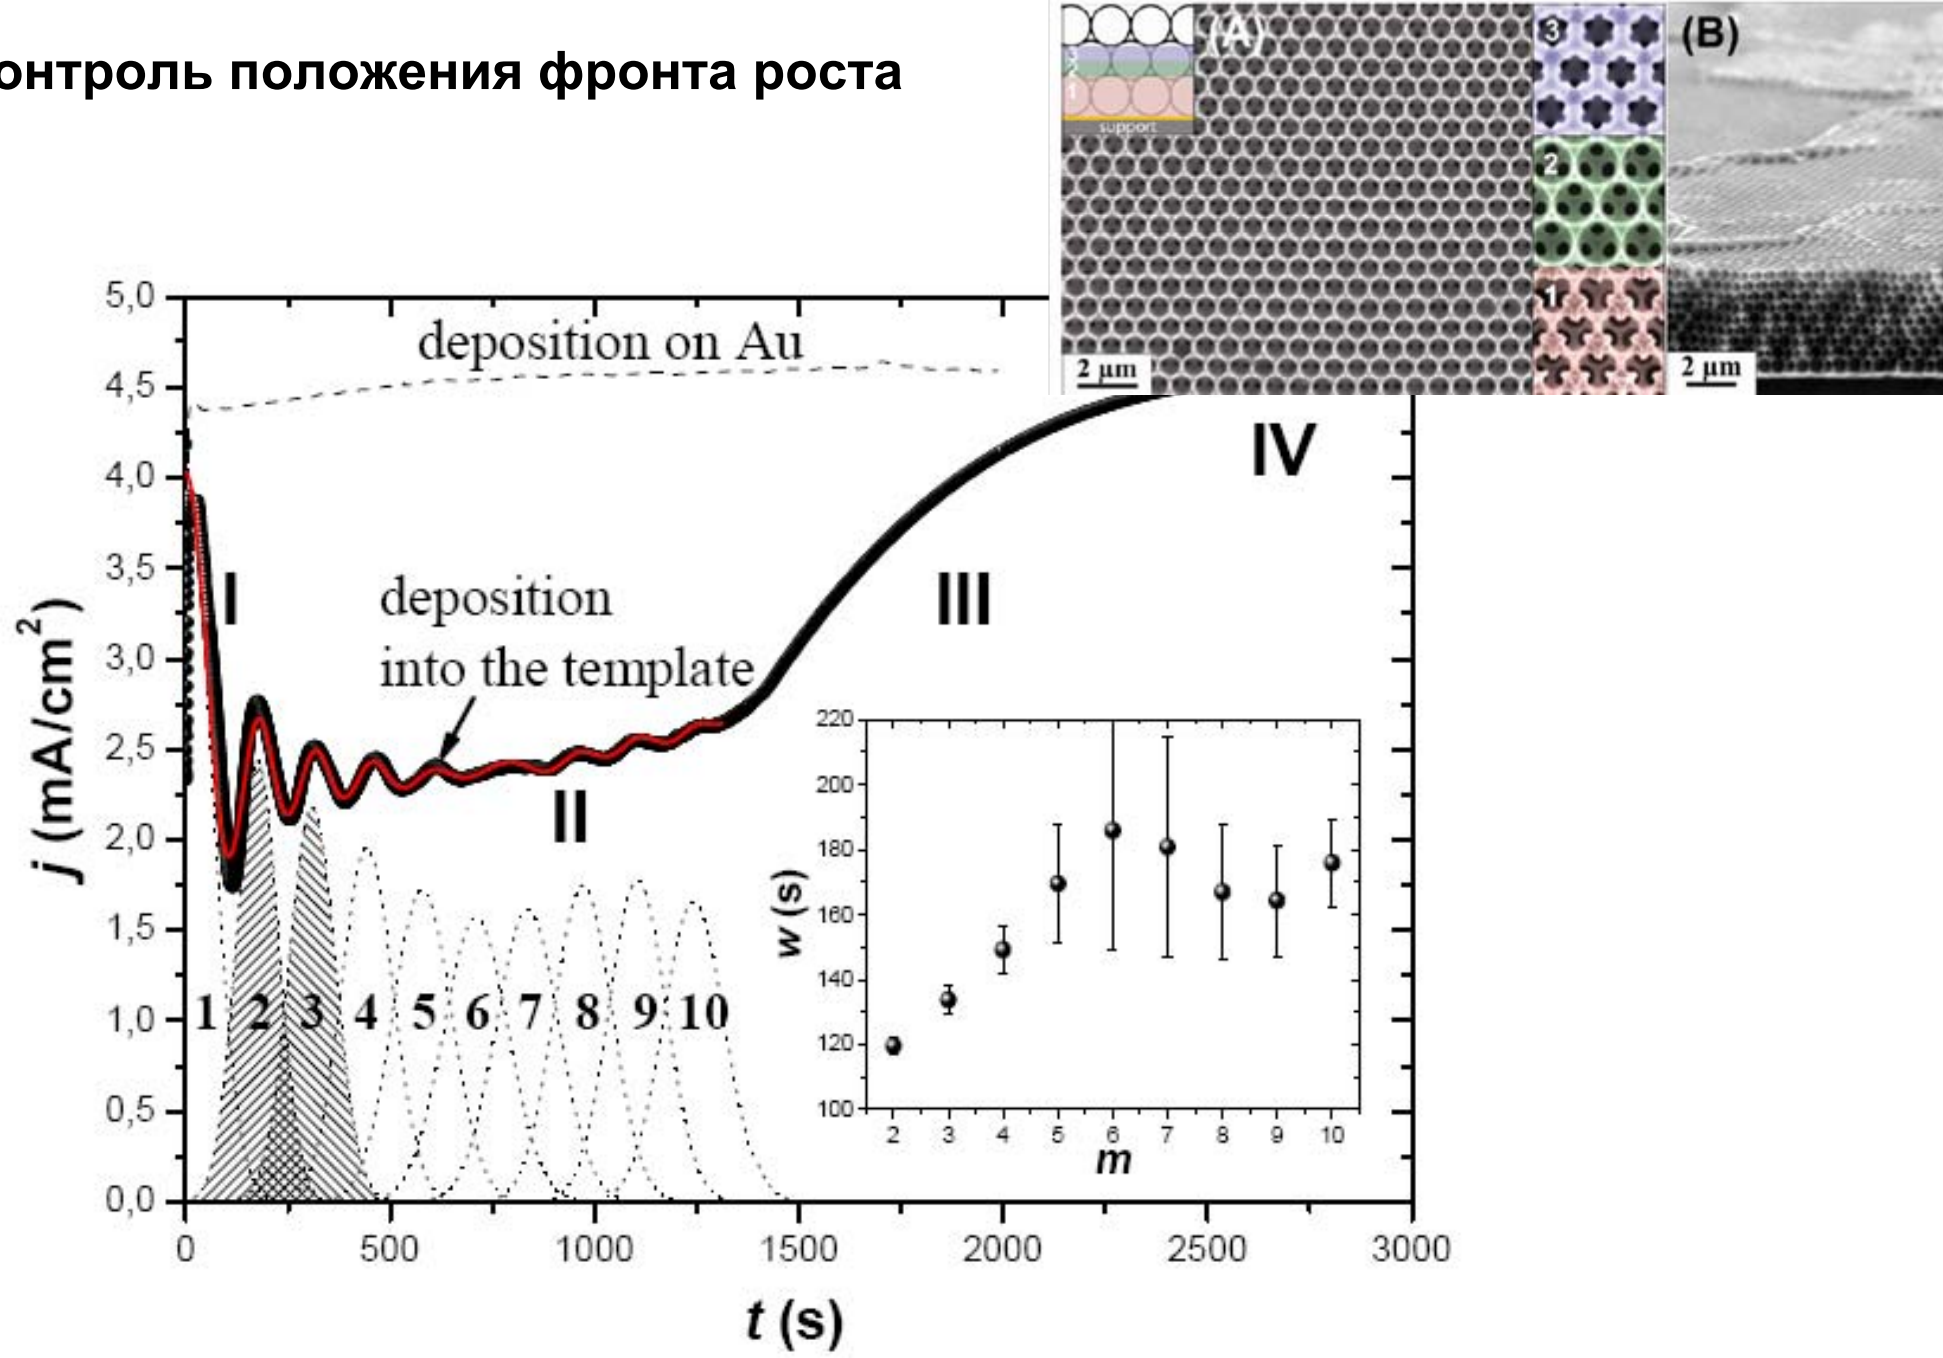 онтроль положения фронта роста
(A)
3
2
1
support
2 µm
3
2
1
(B)
2 µm
5,0
4,5
4,0
3,5
3,0
2,5
2,0
1,5
1,0
0,5
0,0
j (mA/cm²)
deposition on Au
I
deposition
into the template
II
III
IV
1 2 3 4 5 6 7 8 9 10
220
200
180
160
140
120
100
w (s)
2 3 4 5 6 7 8 9 10
m
0 500 1000 1500 2000 2500 3000
t (s)